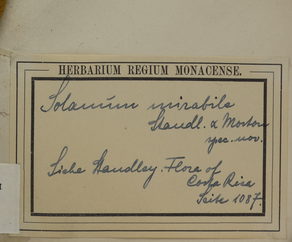 HERBARIUM REGIUM MONACENSE.
Solanum mirabile
Standl. & Morton
spec. nov.
Siehe Standley. Flora of
Costa Rica
Seite 1087.